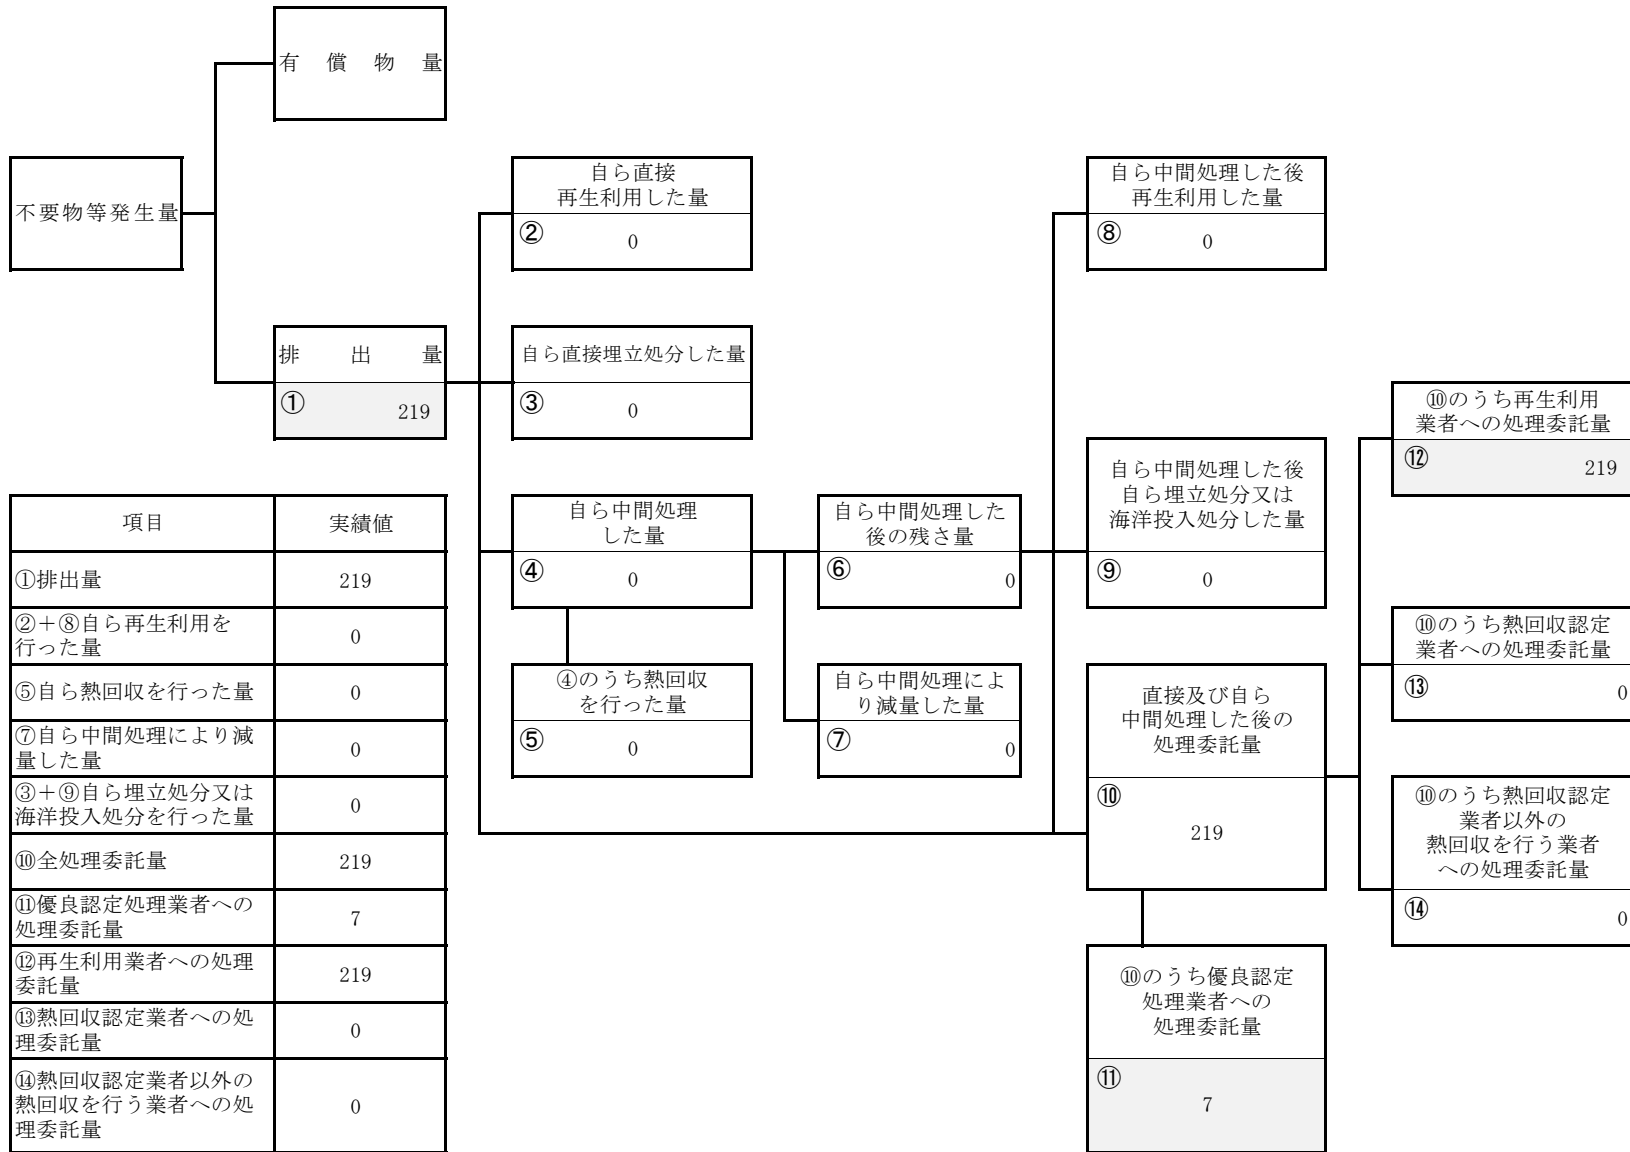 有償物量
不要物等発生量
自ら直接
再生利用した量
② 0
自ら中間処理した後
再生利用した量
⑧ 0
排出量
① 219
自ら直接埋立処分した量
③ 0
⑩のうち再生利用
業者への処理委託量
⑫ 219
自ら中間処理
した量
④ 0
自ら中間処理した
後の残さ量
⑥ 0
自ら中間処理した後
自ら埋立処分又は
海洋投入処分した量
⑨ 0
④のうち熱回収
を行った量
⑤ 0
自ら中間処理によ
り減量した量
⑦ 0
直接及び自ら
中間処理した後の
処理委託量
⑩
219
⑩のうち熱回収認定
業者への処理委託量
⑬ 0
⑩のうち熱回収認定
業者以外の
熱回収を行う業者
への処理委託量
⑭ 0
⑩のうち優良認定
処理業者への
処理委託量
⑪
7
項目 実績値
①排出量 219
②＋⑧自ら再生利用を
行った量 0
⑤自ら熱回収を行った量 0
⑦自ら中間処理により減
量した量 0
③＋⑨自ら埋立処分又は
海洋投入処分を行った量 0
⑩全処理委託量 219
⑪優良認定処理業者への
処理委託量 7
⑫再生利用業者への処理
委託量 219
⑬熱回収認定業者への処
理委託量 0
⑭熱回収認定業者以外の
熱回収を行う業者への処
理委託量 0